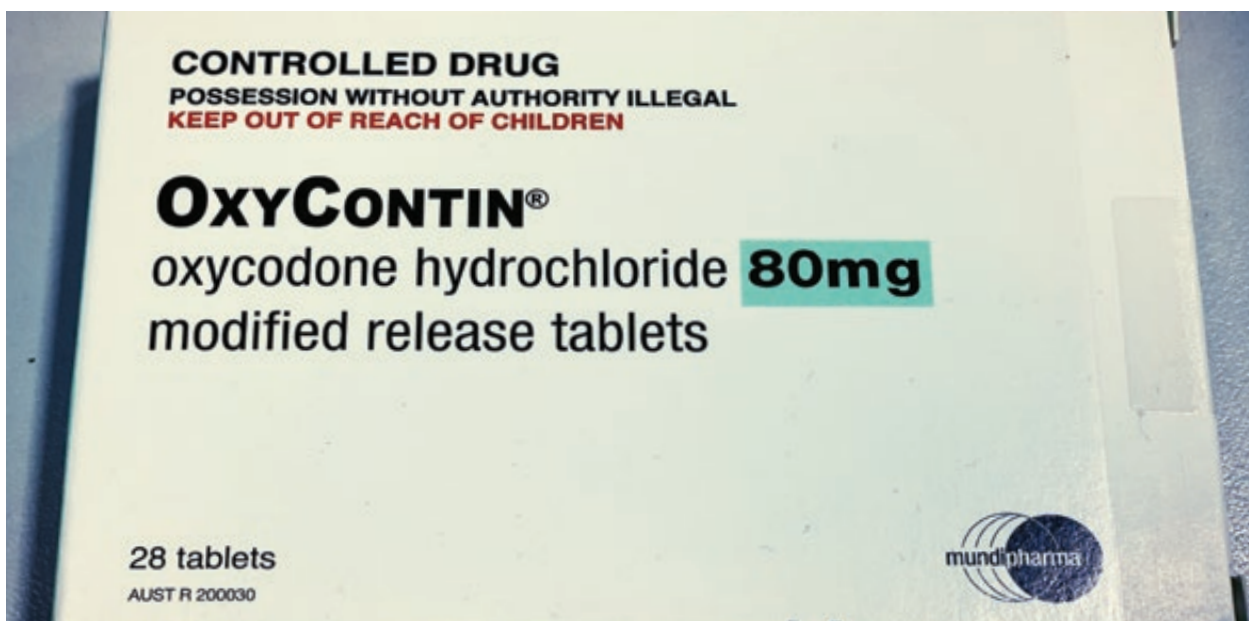 CONTROLLED DRUG
POSSESSION WITHOUT AUTHORITY ILLEGAL
KEEP OUT OF REACH OF CHILDREN
OXYCONTIN®
oxycodone hydrochloride 80mg
modified release tablets
28 tablets
AUST R 200030
mundipharma